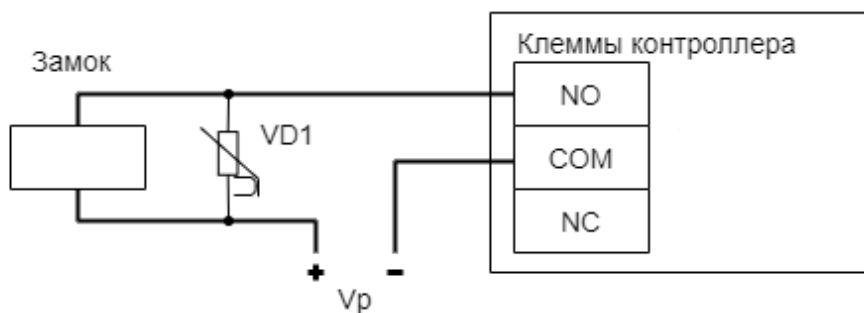 Клеммы контроллера
Замок
NO
VD1
COM
NC
+ -
Vp